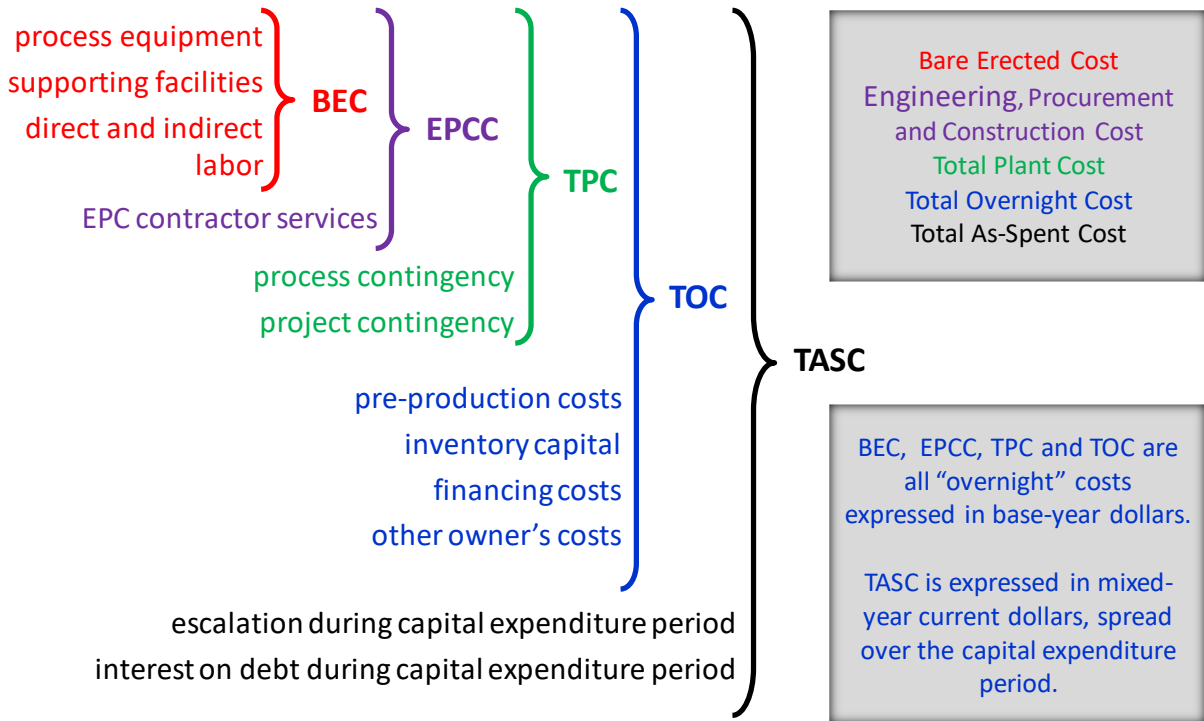 process equipment
supporting facilities
direct and indirect
labor
BEC
EPC contractor services
EPCC
process contingency
project contingency
TPC
pre-production costs
inventory capital
financing costs
other owner’s costs
TOC
escalation during capital expenditure period
interest on debt during capital expenditure period
TASC
Bare Erected Cost
Engineering, Procurement
and Construction Cost
Total Plant Cost
Total Overnight Cost
Total As-Spent Cost
BEC, EPCC, TPC and TOC are
all “overnight” costs
expressed in base-year dollars.
TASC is expressed in mixed-
year current dollars, spread
over the capital expenditure
period.